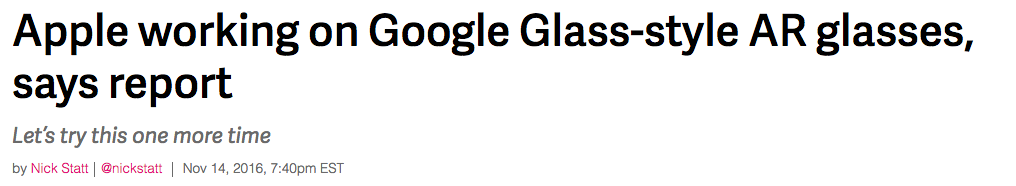 Apple working on Google Glass-style AR glasses,
says report
Let's try this one more time
by Nick Statt | @nickstatt | Nov 14, 2016, 7:40pm EST